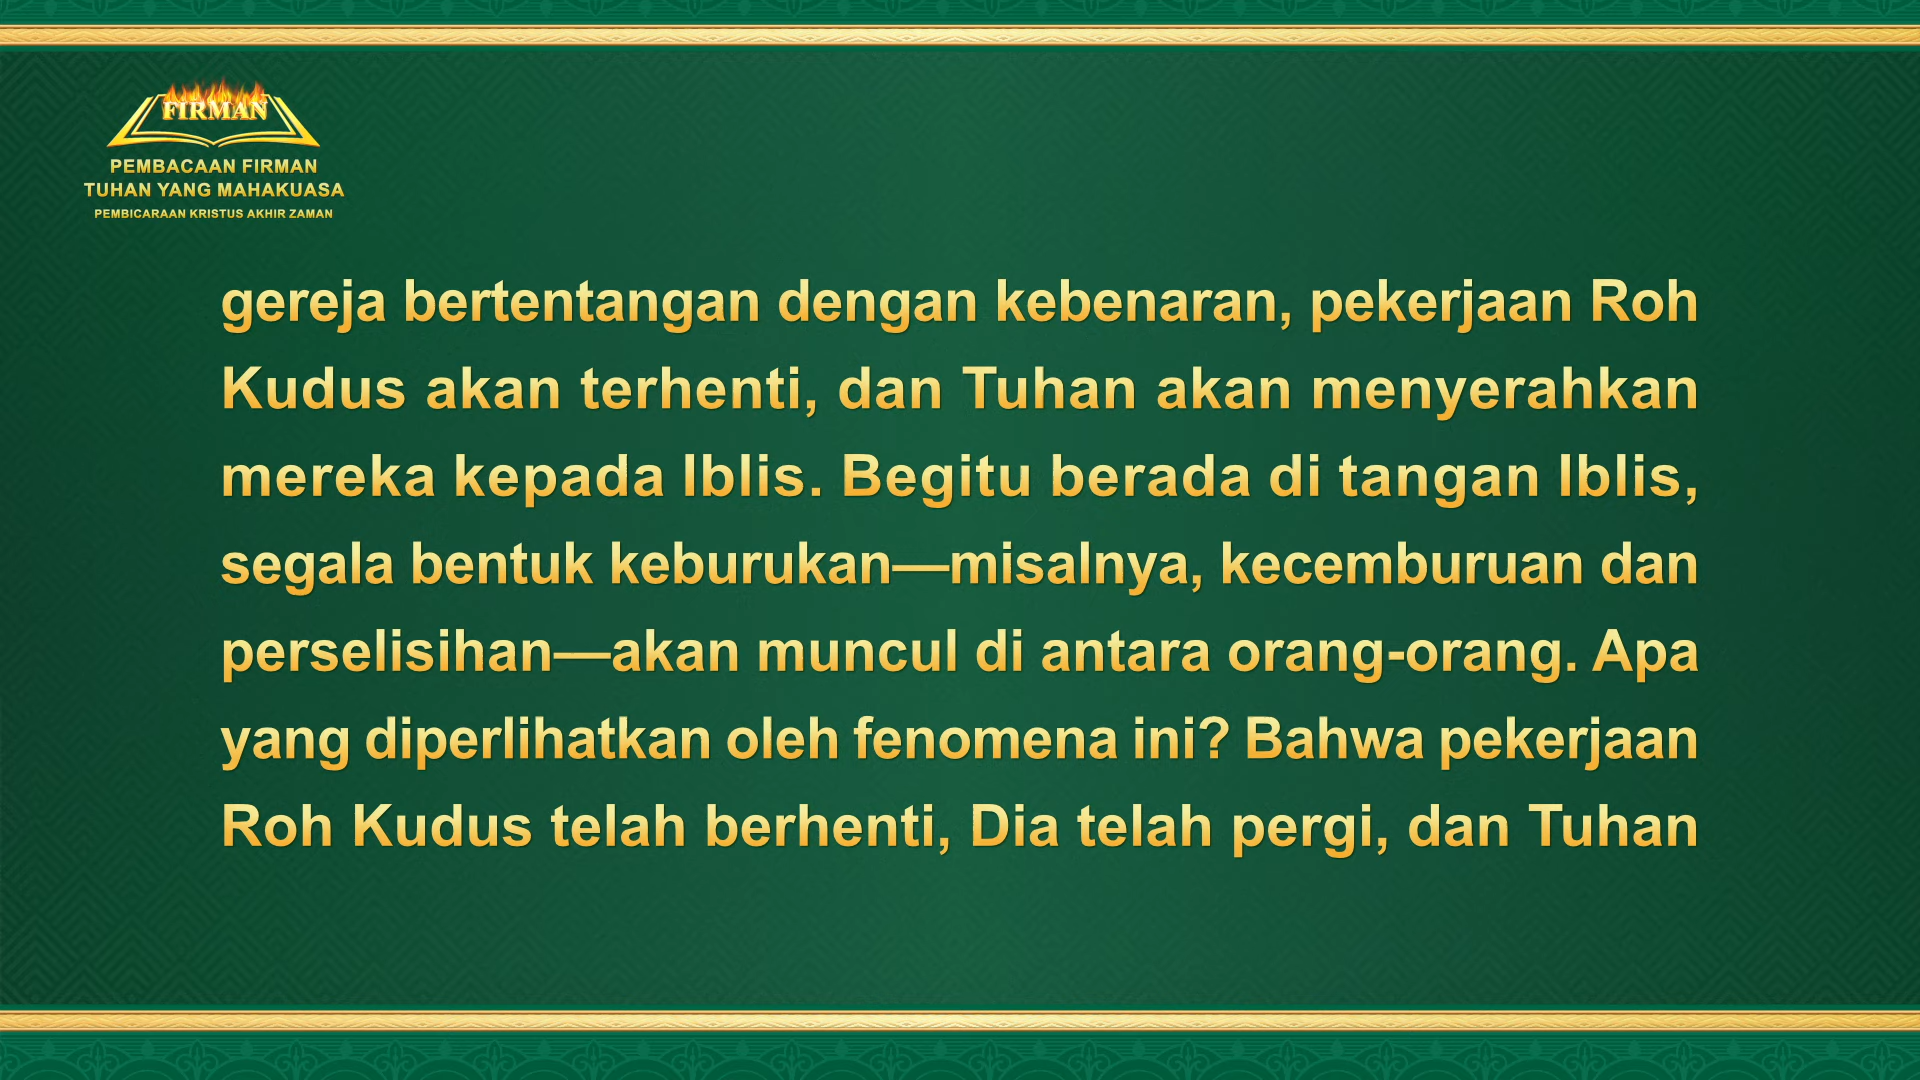 FIRMAN
PEMBACAAN FIRMAN
TUHAN YANG MAHAKUASA
PEMBICARAAN KRISTUS AKHIR ZAMAN
gereja bertentangan dengan kebenaran, pekerjaan Roh
Kudus akan terhenti, dan Tuhan akan menyerahkan
mereka kepada Iblis. Begitu berada di tangan Iblis,
segala bentuk keburukan—misalnya, kecemburuan dan
perselisihan—akan muncul di antara orang-orang. Apa
yang diperlihatkan oleh fenomena ini? Bahwa pekerjaan
Roh Kudus telah berhenti, Dia telah pergi, dan Tuhan